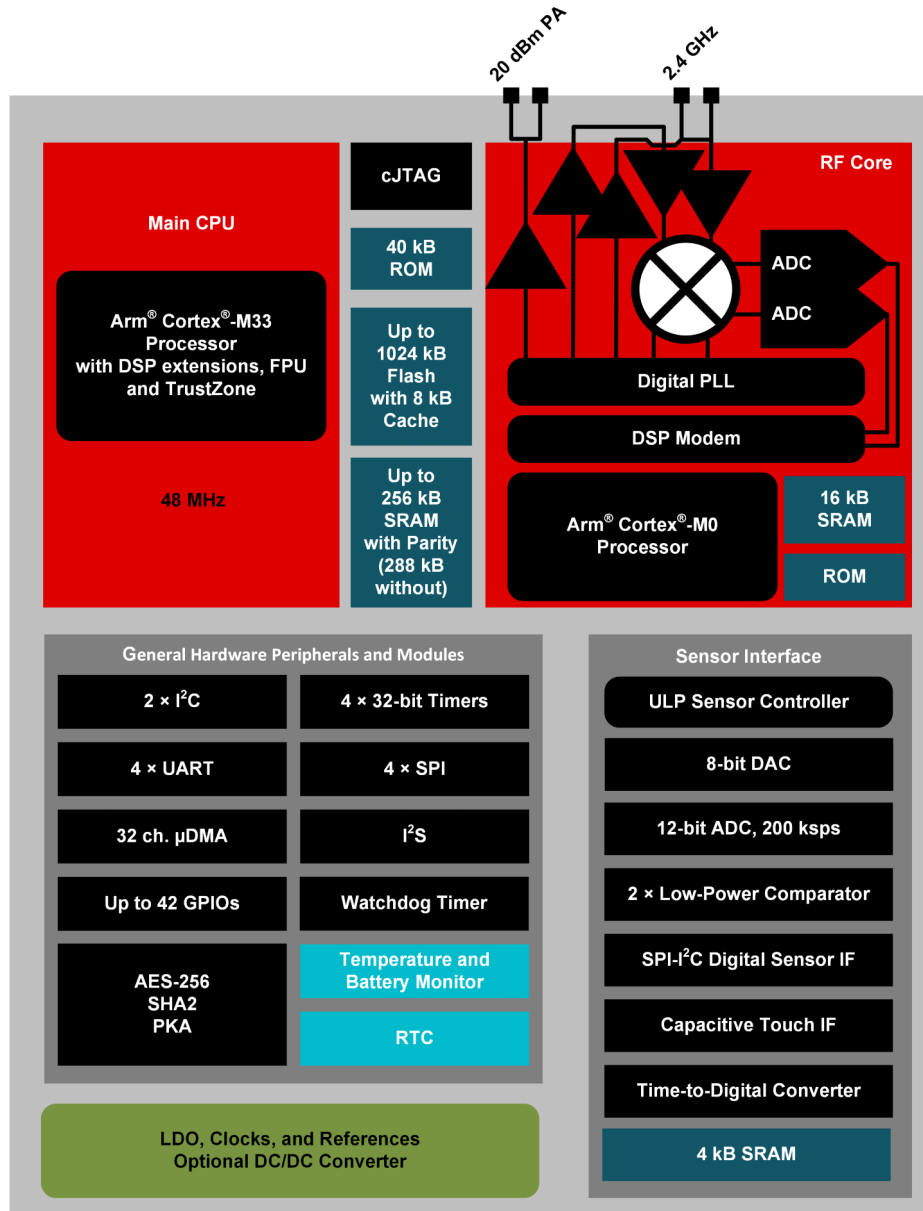 20 dBm PA
2.4 GHz
Main CPU
Arm® Cortex®-M33
Processor
with DSP extensions, FPU
and TrustZone
48 MHz
cJTAG
40 kB
ROM
Up to
1024 kB
Flash
with 8 kB
Cache
Up to
256 kB
SRAM
with Parity
(288 kB
without)
RF Core
ADC
ADC
Digital PLL
DSP Modem
Arm® Cortex®-M0
Processor
16 kB
SRAM
ROM
General Hardware Peripherals and Modules
2 × I²C
4 × 32-bit Timers
4 × UART
4 × SPI
32 ch. µDMA
I²S
Up to 42 GPIOs
Watchdog Timer
AES-256
SHA2
PKA
Temperature and
Battery Monitor
RTC
LDO, Clocks, and References
Optional DC/DC Converter
Sensor Interface
ULP Sensor Controller
8-bit DAC
12-bit ADC, 200 ksps
2 × Low-Power Comparator
SPI-I²C Digital Sensor IF
Capacitive Touch IF
Time-to-Digital Converter
4 kB SRAM